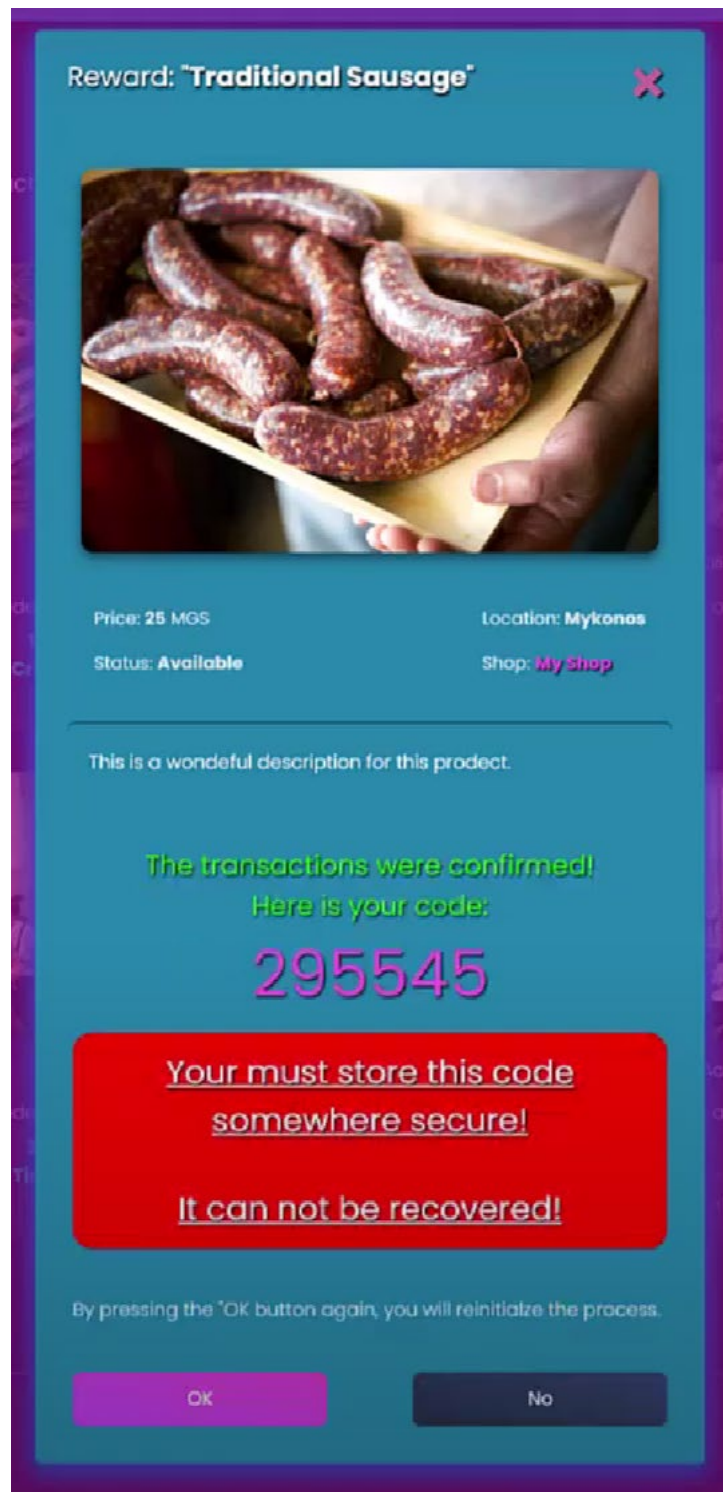 Reward: "Traditional Sausage"
Price: 25 MGS
Location: Mykonos
Status: Available
Shop: My Shop
This is a wondeful description for this prodect.
The transactions were confirmed!
Here is your code:
295545
Your must store this code
somewhere secure!
It can not be recovered!
By pressing the "OK button again, you will reinitialze the process.
OK
No